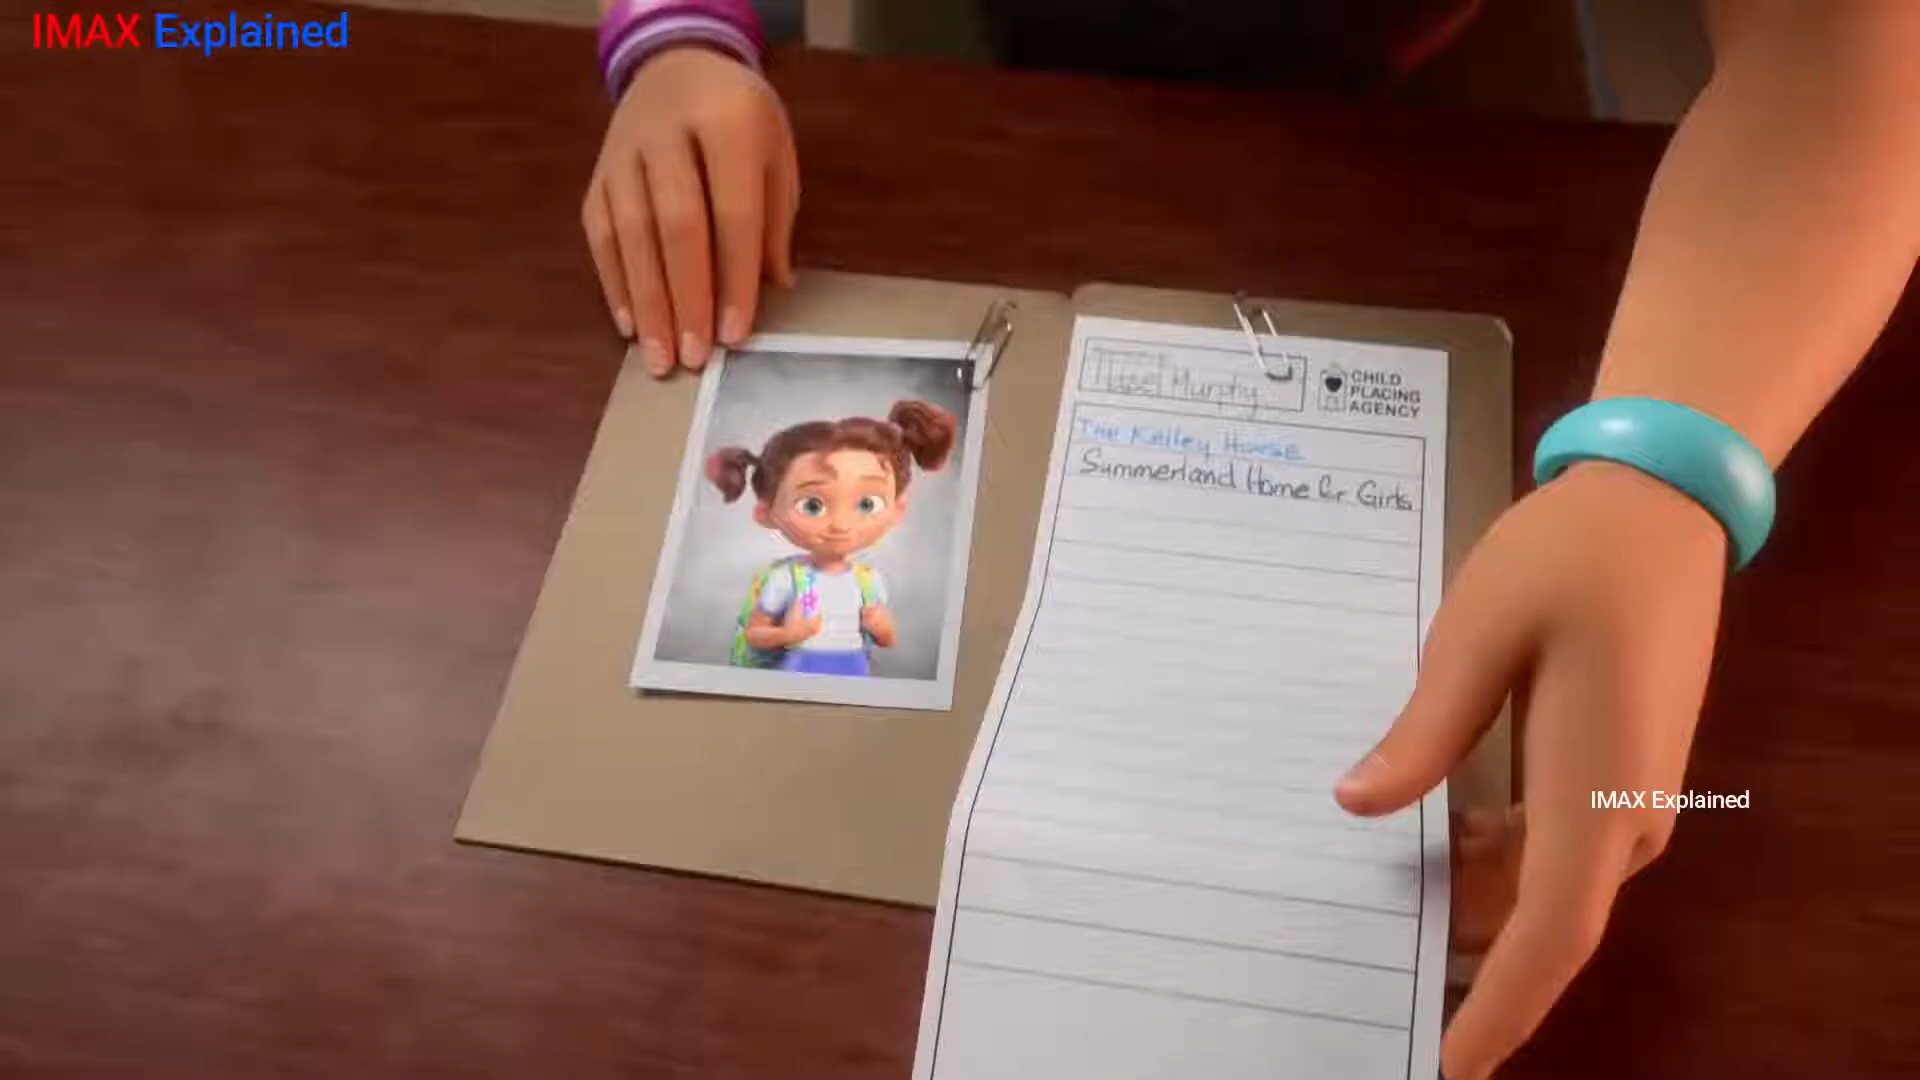 IMAX Explained
Murphy
CHILD
PLACING
AGENCY
The Kelley House
Summerland Home for Girls
IMAX Explained